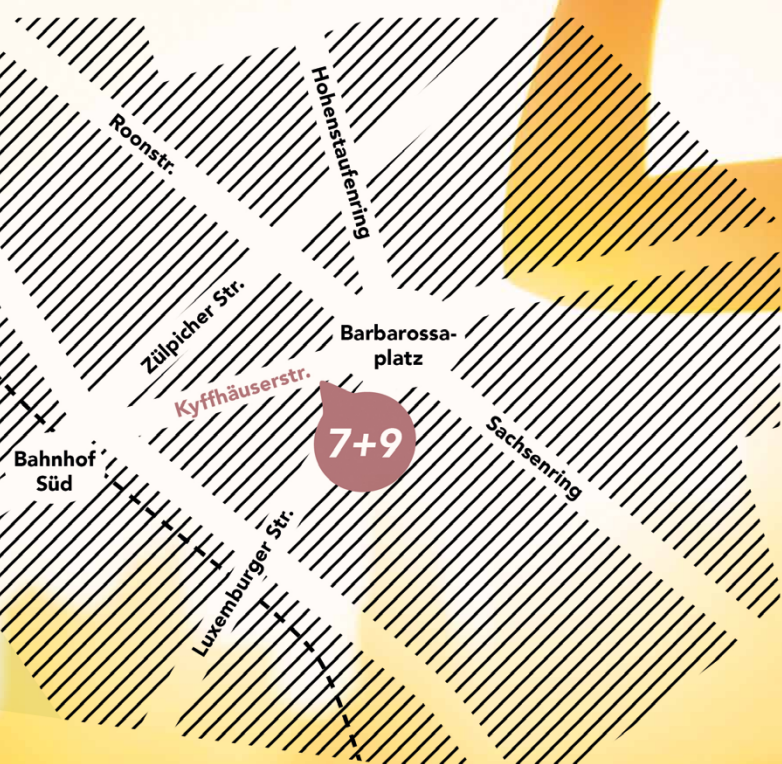 Hohenstaufenring
Roonstr.
Zülpicher Str.
Barbarossa-
platz
Kyffhäuserstr.
7+9
Sachsenring
Bahnhof
Süd
Luxemburger Str.